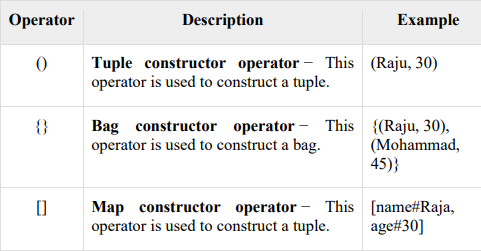 Operator Description Example
() Tuple constructor operator − This (Raju, 30)
operator is used to construct a tuple.
{} Bag constructor operator − This {(Raju, 30),
operator is used to construct a bag. (Mohammad,
45)}
[] Map constructor operator − This [name#Raja,
operator is used to construct a tuple. age#30]